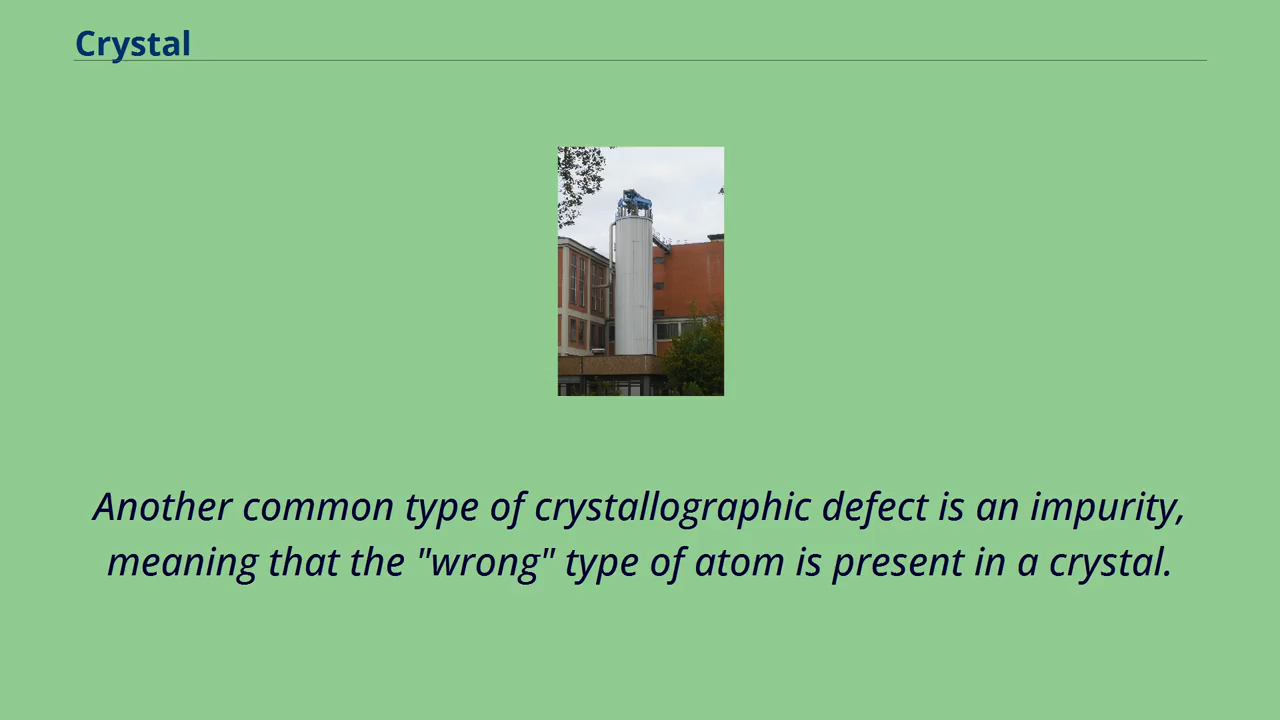 Crystal
Another common type of crystallographic defect is an impurity,
meaning that the "wrong" type of atom is present in a crystal.